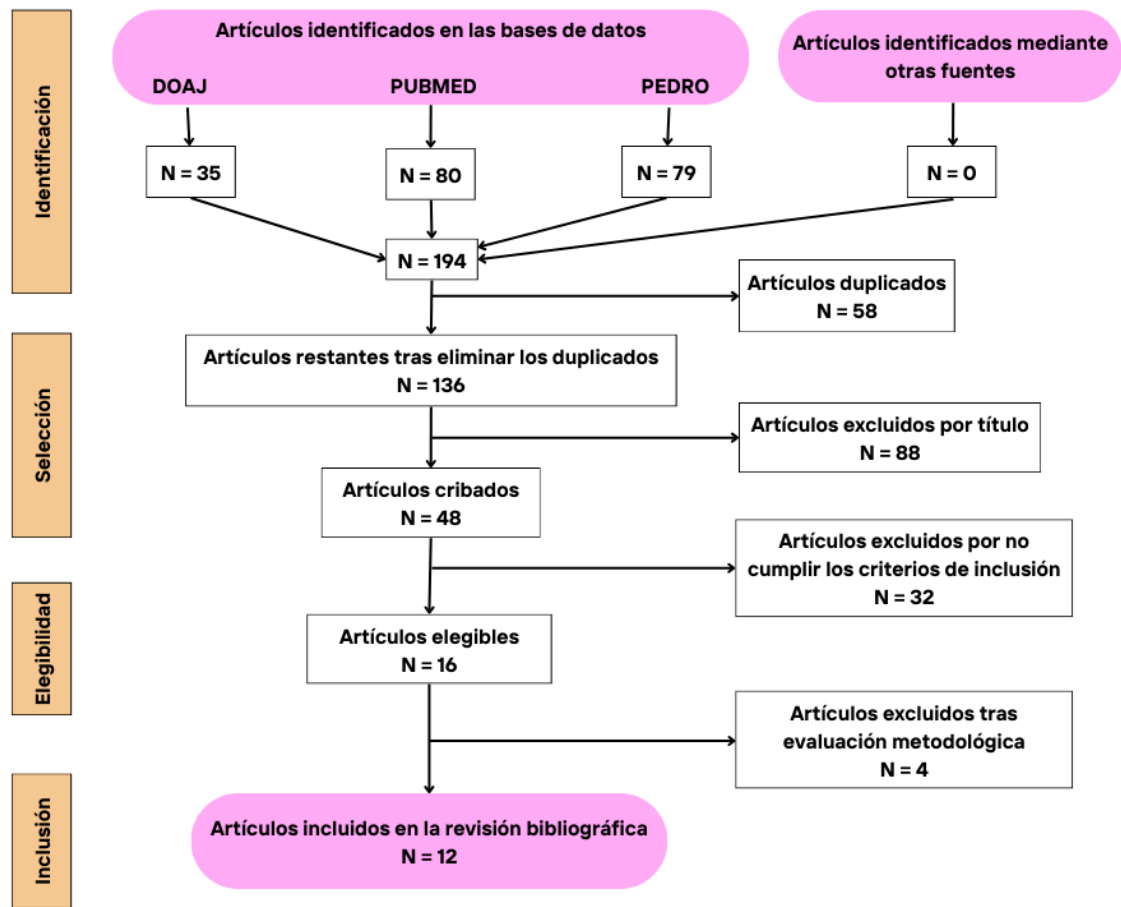 Identificación
Artículos identificados en las bases de datos
DOAJ
PUBMED
PEDRO
Artículos identificados mediante
otras fuentes
N = 35
N = 80
N = 79
N = 0
N = 194
Artículos duplicados
N = 58
Selección
Artículos restantes tras eliminar los duplicados
N = 136
Artículos excluidos por título
N = 88
Artículos cribados
N = 48
Artículos excluidos por no
cumplir los criterios de inclusión
N = 32
Elegibilidad
Artículos elegibles
N = 16
Artículos excluidos tras
evaluación metodológica
N = 4
Inclusión
Artículos incluidos en la revisión bibliográfica
N = 12